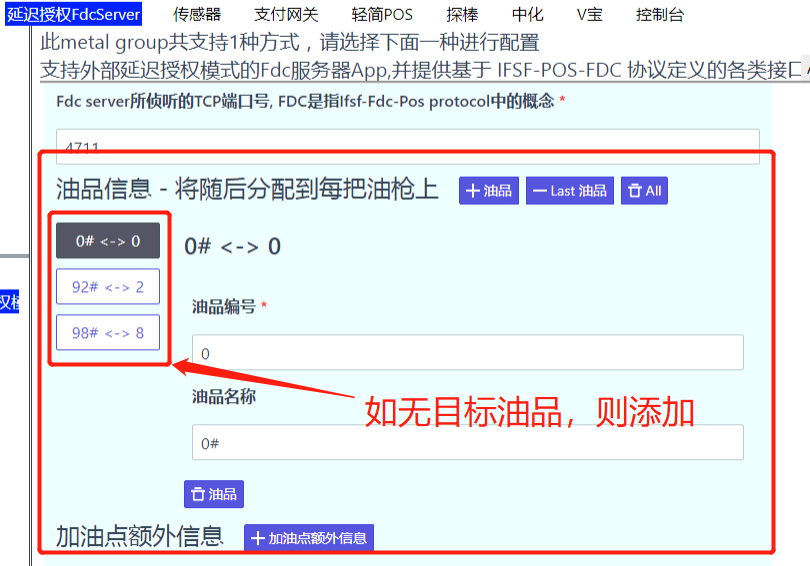 延迟授权FdcServer 传感器 支付网关 轻简POS 探棒 中化 V宝 控制台
此metal group共支持1种方式，请选择下面一种进行配置
支持外部延迟授权模式的Fdc服务器App,并提供基于 IFSF-POS-FDC 协议定义的各类接口
Fdc server所侦听的TCP端口号, FDC是指Ifsf-Fdc-Pos protocol中的概念 *
4711
油品信息 - 将随后分配到每把油枪上 + 油品 — Last 油品 All
0# <-> 0
92# <-> 2
98# <-> 8
0# <-> 0
油品编号 *
0
油品名称
如无目标油品，则添加
0#
油品
加油点额外信息 + 加油点额外信息